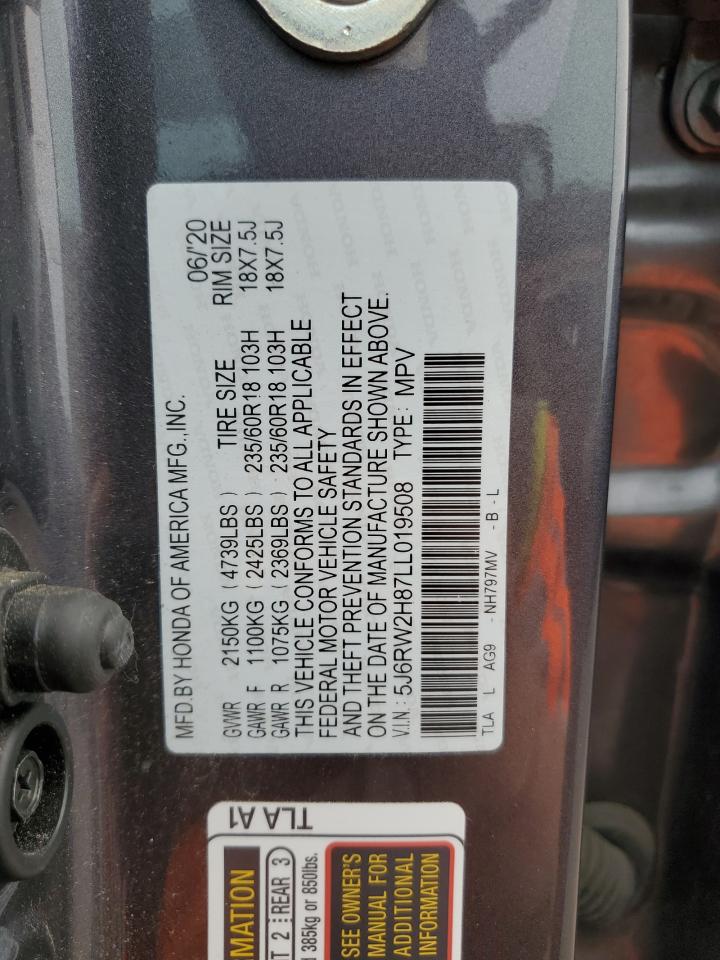 MFD.BY HONDA OF AMERICA MFG.,INC. 06/'20
GVWR 2150KG ( 4739LBS ) TIRE SIZE RIM SIZE
GAWR F 1100KG ( 2425LBS ) 235/60R18 103H 18X7.5J
GAWR R 1075KG ( 2369LBS ) 235/60R18 103H 18X7.5J
THIS VEHICLE CONFORMS TO ALL APPLICABLE
FEDERAL MOTOR VEHICLE SAFETY
AND THEFT PREVENTION STANDARDS IN EFFECT
ON THE DATE OF MANUFACTURE SHOWN ABOVE.
V.I.N.: 5J6RW2H87LL019508 TYPE: MPV
TLA L AG9 - NH797MV - B - L
TLA A1
MATION
T 2 REAR 3
385kg or 850lbs.
SEE OWNER'S
MANUAL FOR
ADDITIONAL
INFORMATION